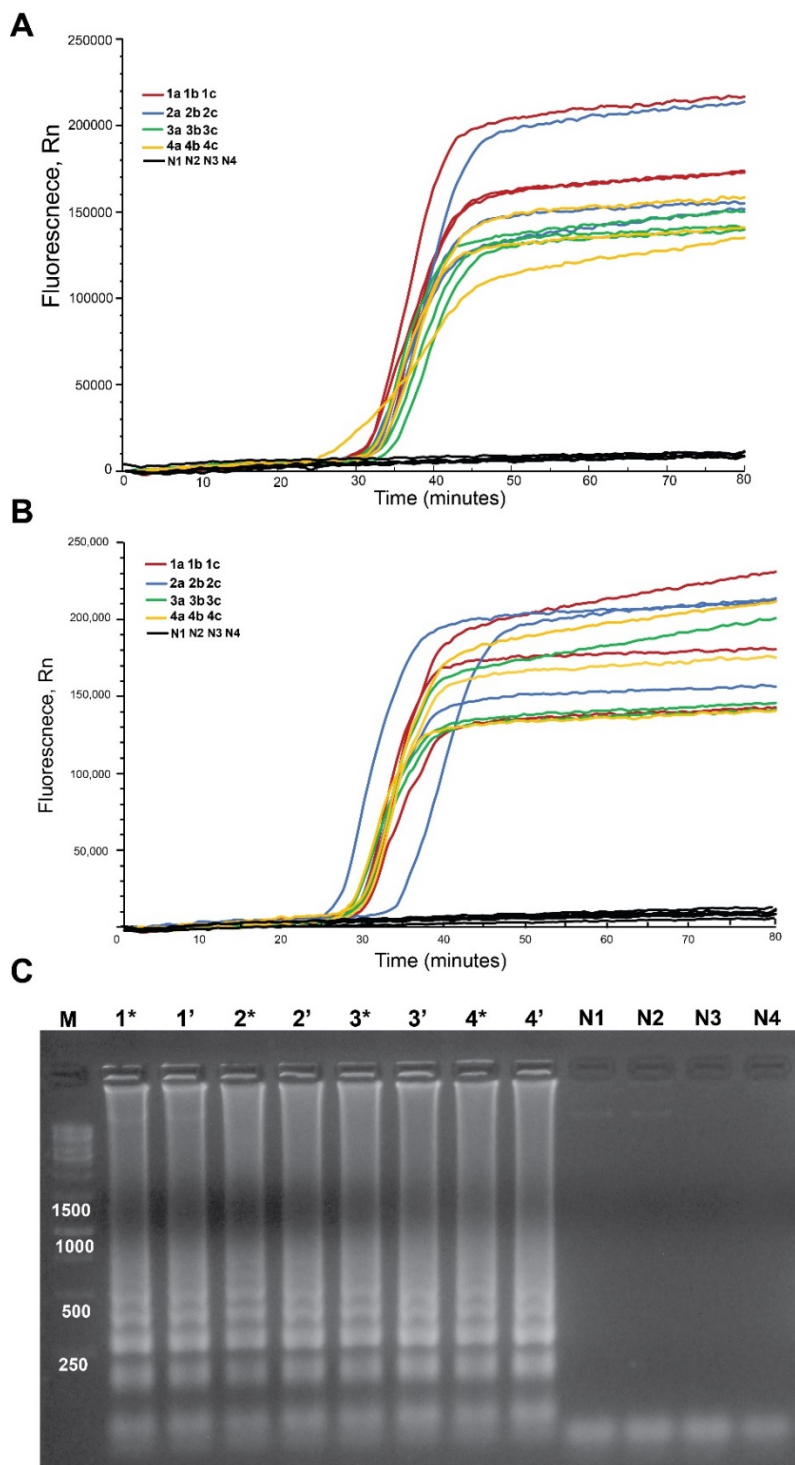 A
250000
200000
150000
100000
50000
0
Fluorescnece, Rn
1a 1b 1c
2a 2b 2c
3a 3b 3c
4a 4b 4c
N1 N2 N3 N4
0 10 20 30 40 50 60 70 80
Time (minutes)
B
250,000
200,000
150,000
100,000
50,000
0
Fluorescnece, Rn
1a 1b 1c
2a 2b 2c
3a 3b 3c
4a 4b 4c
N1 N2 N3 N4
0 10 20 30 40 50 60 70 80
Time (minutes)
C
M 1* 1’ 2* 2’ 3* 3’ 4* 4’ N1 N2 N3 N4
1500
1000
500
250